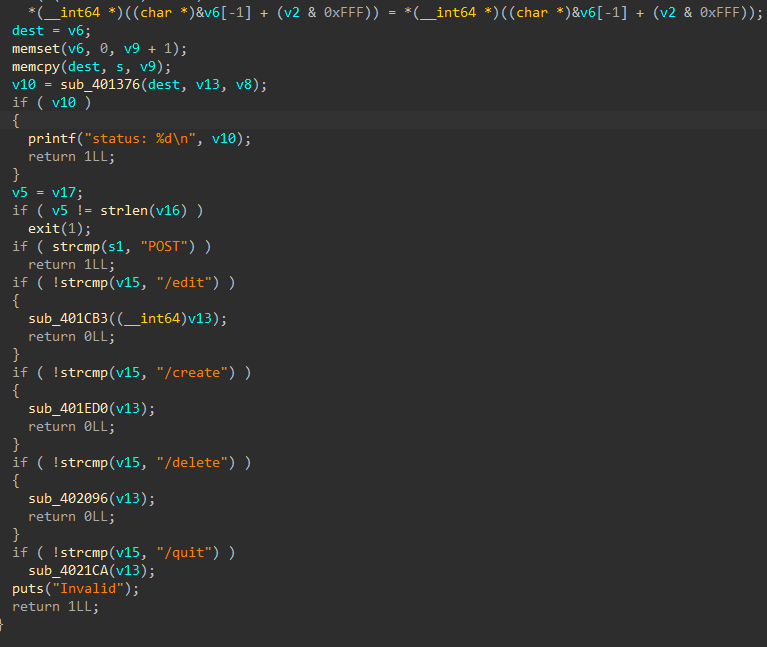 *(__int64 *)((char *)&v6[-1] + (v2 & 0xFFF)) = *(__int64 *)((char *)&v6[-1] + (v2 & 0xFFF));
dest = v6;
memset(v6, 0, v9 + 1);
memcpy(dest, s, v9);
v10 = sub_401376(dest, v13, v8);
if ( v10 )
{
printf("status: %d\n", v10);
return 1LL;
}
v5 = v17;
if ( v5 != strlen(v16) )
exit(1);
if ( strcmp(s1, "POST") )
return 1LL;
if ( !strcmp(v15, "/edit") )
{
sub_401CB3((__int64)v13);
return 0LL;
}
if ( !strcmp(v15, "/create") )
{
sub_401ED0(v13);
return 0LL;
}
if ( !strcmp(v15, "/delete") )
{
sub_402096(v13);
return 0LL;
}
if ( !strcmp(v15, "/quit") )
sub_4021CA(v13);
puts("Invalid");
return 1LL;
}